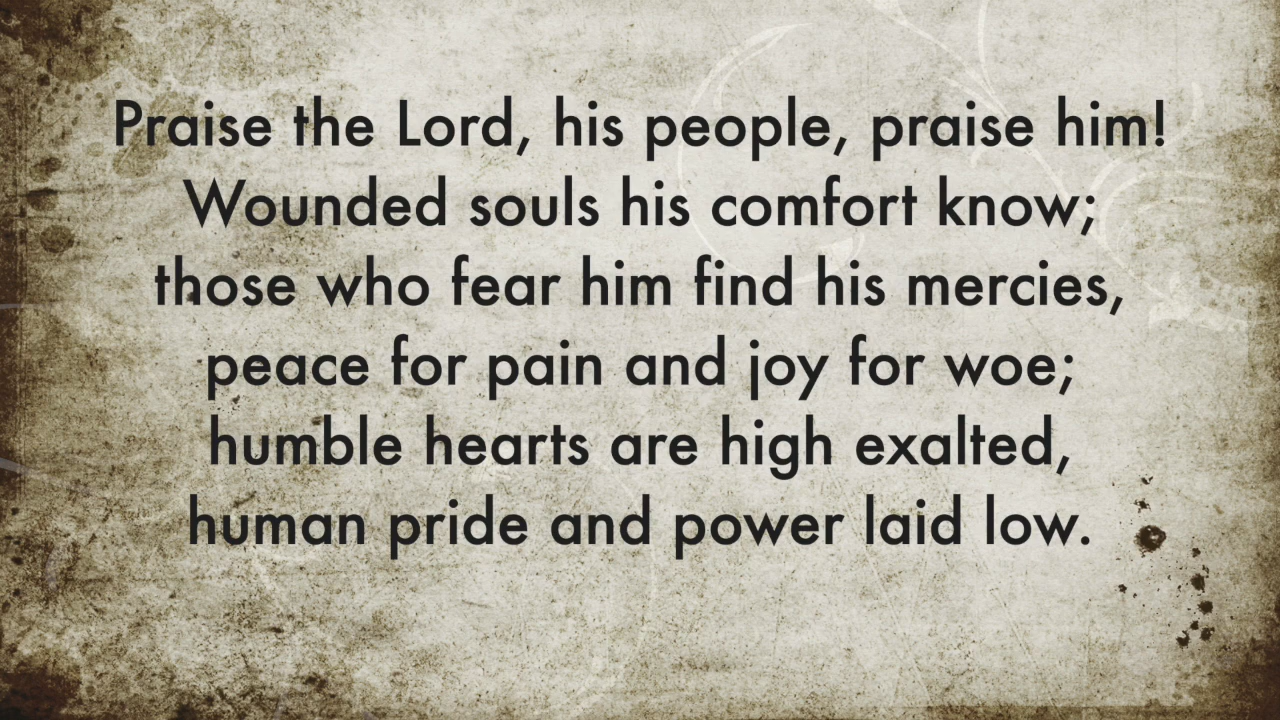 Praise the Lord, his people, praise him!
Wounded souls his comfort know;
those who fear him find his mercies,
peace for pain and joy for woe;
humble hearts are high exalted,
human pride and power laid low.